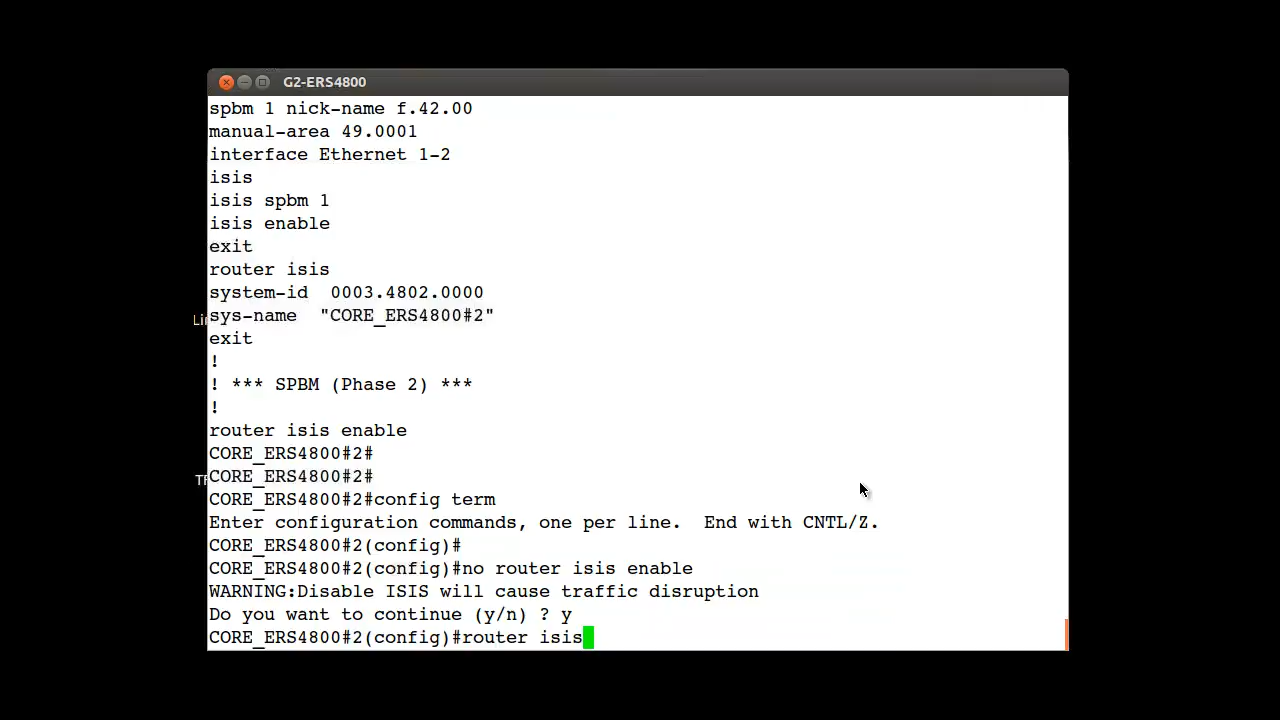 G2-ERS4800
spbm 1 nick-name f.42.00
manual-area 49.0001
interface Ethernet 1-2
isis
isis spbm 1
isis enable
exit
router isis
system-id  0003.4802.0000
sys-name  "CORE_ERS4800#2"
exit
!
! *** SPBM (Phase 2) ***
!
router isis enable
CORE_ERS4800#2#
CORE_ERS4800#2#
CORE_ERS4800#2#config term
Enter configuration commands, one per line.  End with CNTL/Z.
CORE_ERS4800#2(config)#
CORE_ERS4800#2(config)#no router isis enable
WARNING:Disable ISIS will cause traffic disruption
Do you want to continue (y/n) ? y
CORE_ERS4800#2(config)#router isis